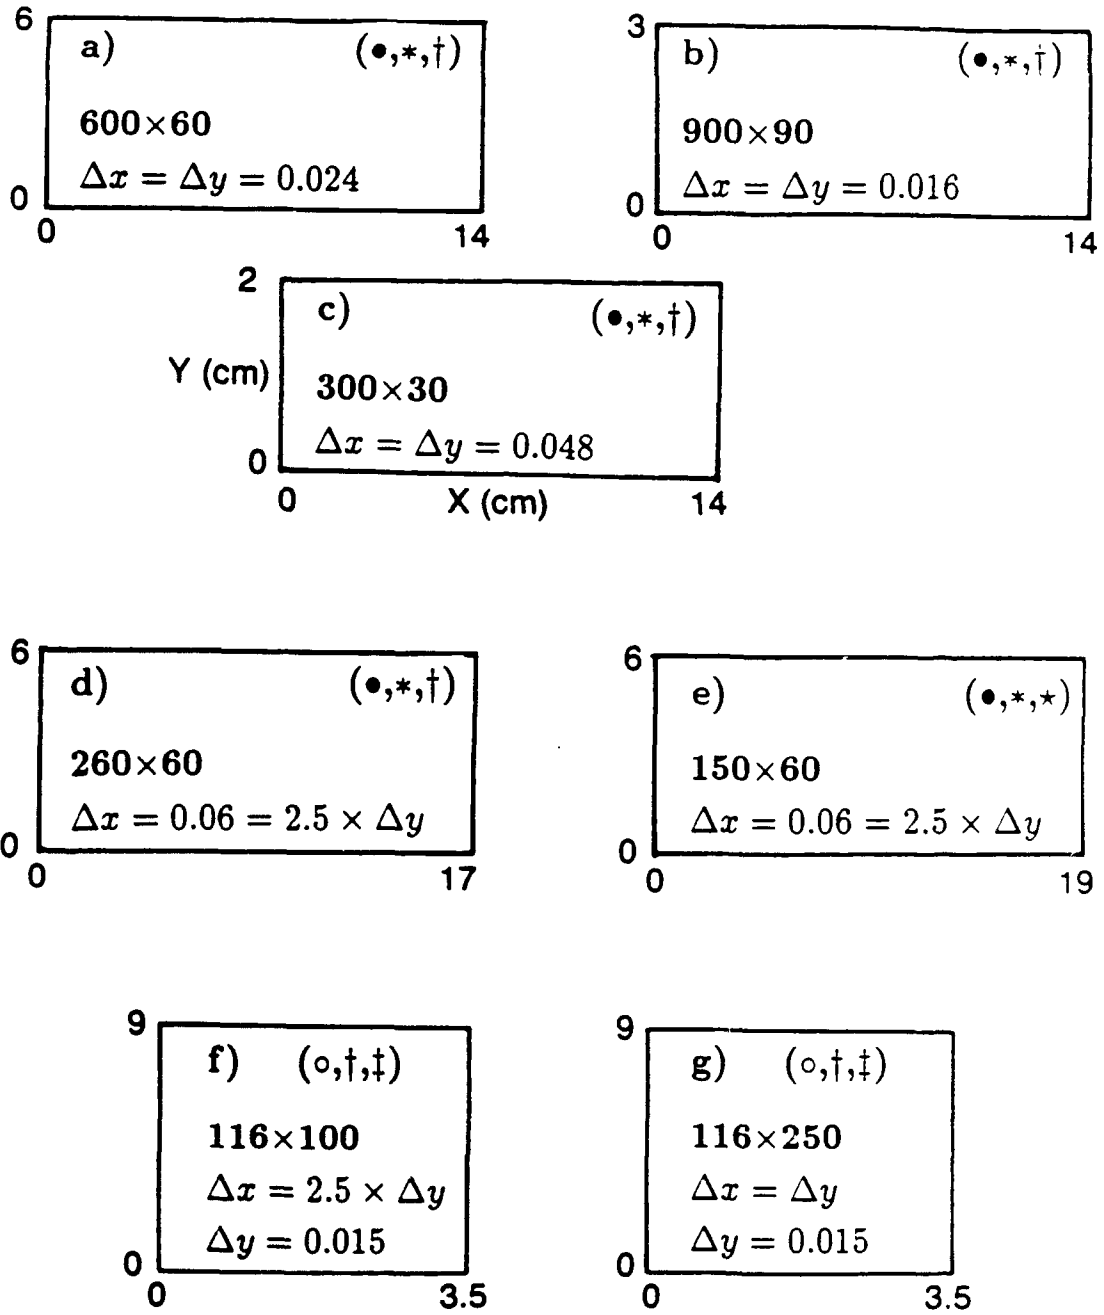 6
a) (●,*,†)
600×60
Δx = Δy = 0.024
0
0 14
3
b) (●,*,†)
900×90
Δx = Δy = 0.016
0
0 14
2
c) (●,*,†)
Y (cm)
300×30
Δx = Δy = 0.048
0
0 X (cm) 14
6
d) (●,*,†)
260×60
Δx = 0.06 = 2.5 × Δy
0
0 17
6
e) (●,*,⋆)
150×60
Δx = 0.06 = 2.5 × Δy
0
0 19
9
f) (○,†,‡)
116×100
Δx = 2.5 × Δy
Δy = 0.015
0
0 3.5
9
g) (○,†,‡)
116×250
Δx = Δy
Δy = 0.015
0
0 3.5